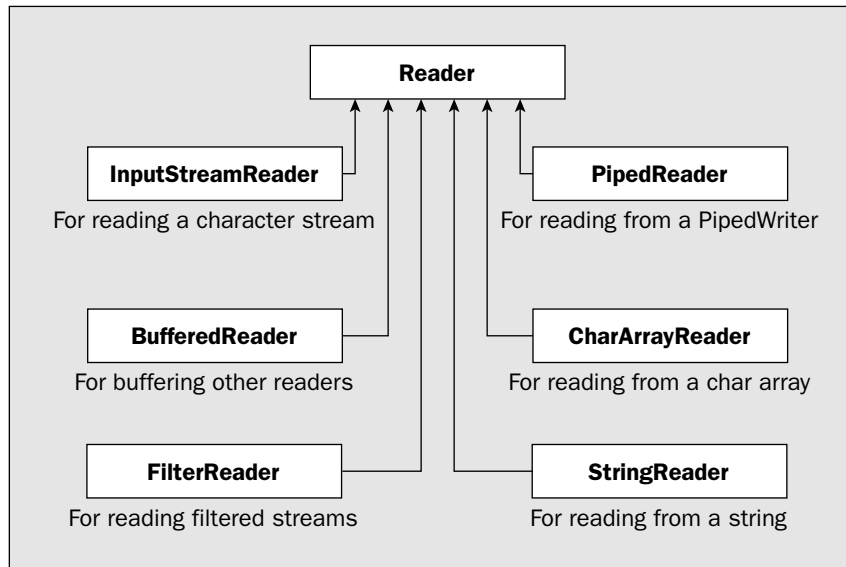 Reader
InputStreamReader
For reading a character stream
PipedReader
For reading from a PipedWriter
BufferedReader
For buffering other readers
CharArrayReader
For reading from a char array
FilterReader
For reading filtered streams
StringReader
For reading from a string